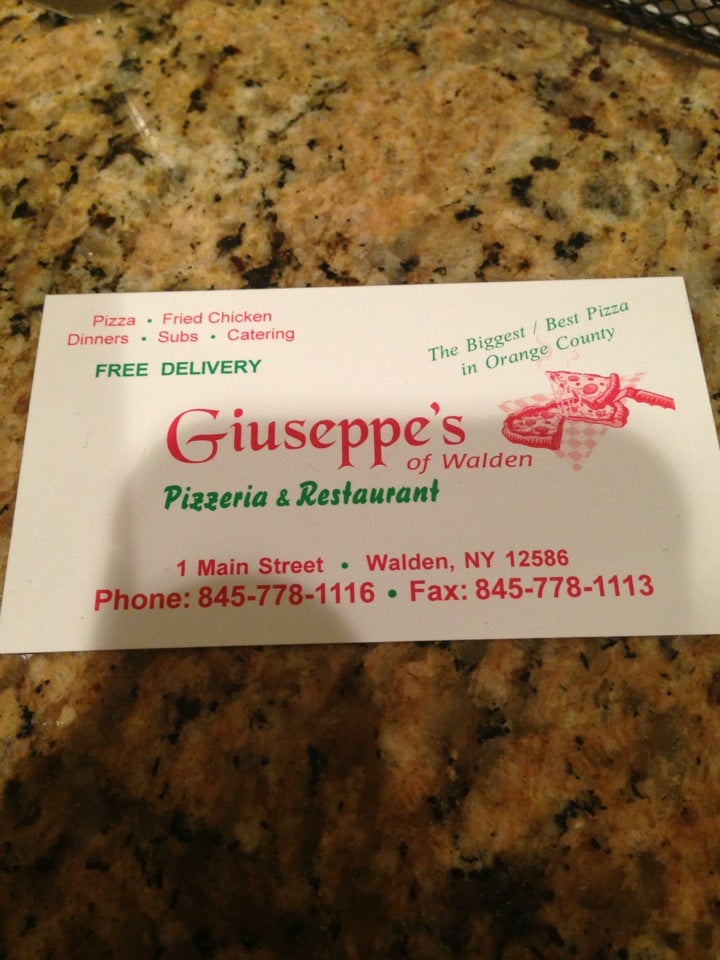 Pizza • Fried Chicken
Dinners • Subs • Catering
FREE DELIVERY
The Biggest / Best Pizza
in Orange County
Giuseppe's
of Walden
Pizzeria & Restaurant
1 Main Street • Walden, NY 12586
Phone: 845-778-1116 • Fax: 845-778-1113